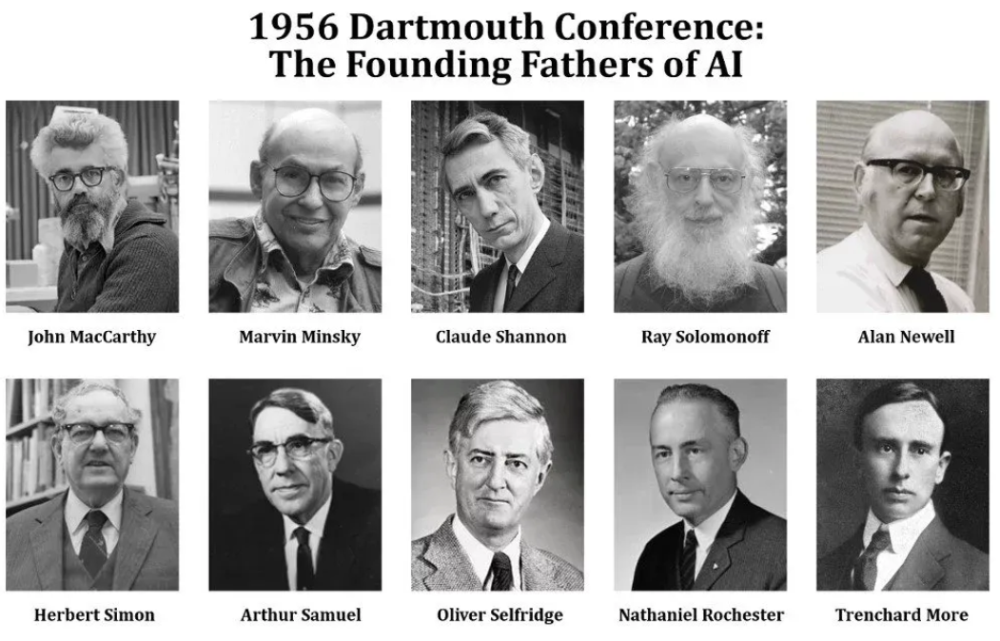 1956 Dartmouth Conference:
The Founding Fathers of AI
John MacCarthy
Marvin Minsky
Claude Shannon
Ray Solomonoff
Alan Newell
Herbert Simon
Arthur Samuel
Oliver Selfridge
Nathaniel Rochester
Trenchard More